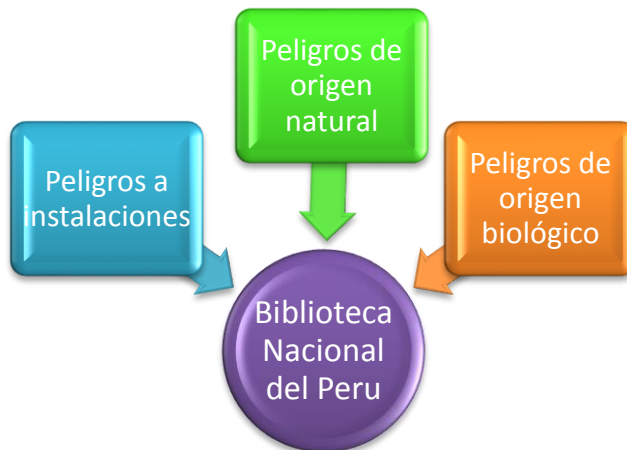 Peligros a
instalaciones
Peligros de
origen
natural
Peligros de
origen
biológico
Biblioteca
Nacional
del Peru